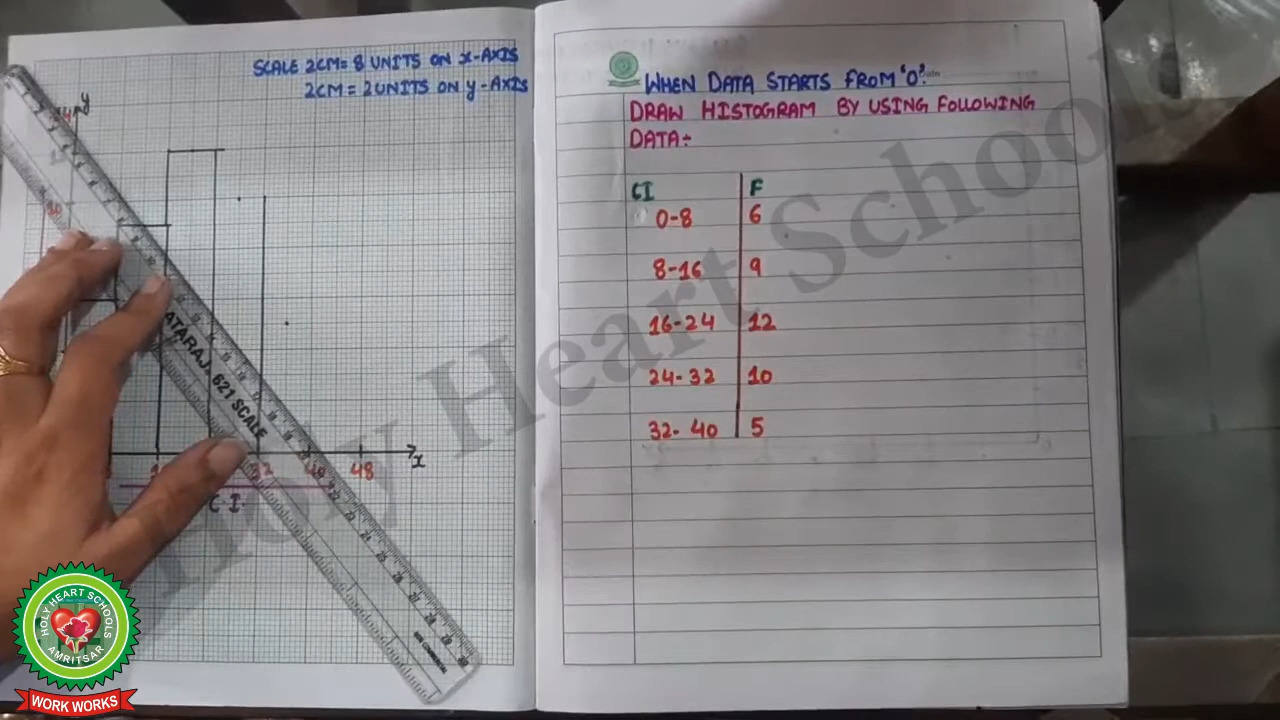 SCALE 2CM = 8 UNITS ON X-AXIS
2CM = 2UNITS ON Y-AXIS
y
48
x
C.I.
NATARAJ 621 SCALE
WHEN DATA STARTS FROM '0'.
DRAW HISTOGRAM BY USING FOLLOWING
DATA:-
CI F
0-8 6
8-16 9
16-24 12
24-32 10
32-40 5
Holy Heart Schools
HOLY HEART SCHOOLS
AMRITSAR
WORK WORKS